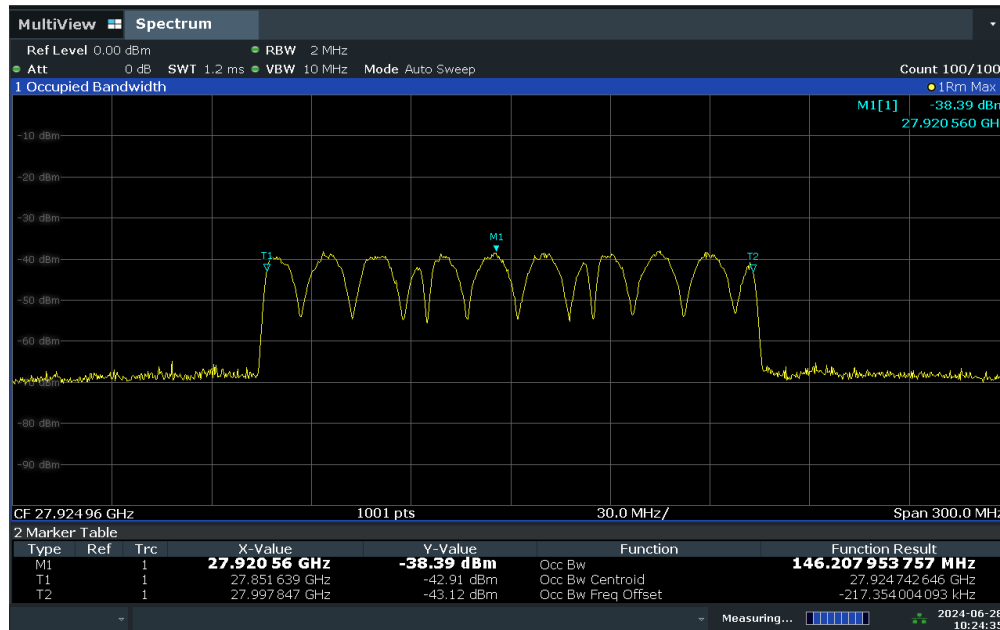 MultiView Spectrum
Ref Level 0.00 dBm RBW 2 MHz
Att 0 dB SWT 1.2 ms VBW 10 MHz Mode Auto Sweep Count 100/100
1 Occupied Bandwidth 1Rm Max
M1[1] -38.39 dBm
27.920 560 GH
-10 dBm
-20 dBm
-30 dBm
M1
T1 T2
-40 dBm
-50 dBm
-60 dBm
-70 dBm
-80 dBm
-90 dBm
CF 27.92496 GHz 1001 pts 30.0 MHz/ Span 300.0 MHz
2 Marker Table
Type Ref Trc X-Value Y-Value Function Function Result
M1 1 27.920 56 GHz -38.39 dBm Occ Bw 146.207 953 757 MHz
T1 1 27.851 639 GHz -42.91 dBm Occ Bw Centroid 27.924 742 646 GHz
T2 1 27.997 847 GHz -43.12 dBm Occ Bw Freq Offset -217.354 004 093 kHz
Measuring... 2024-06-28
10:24:35